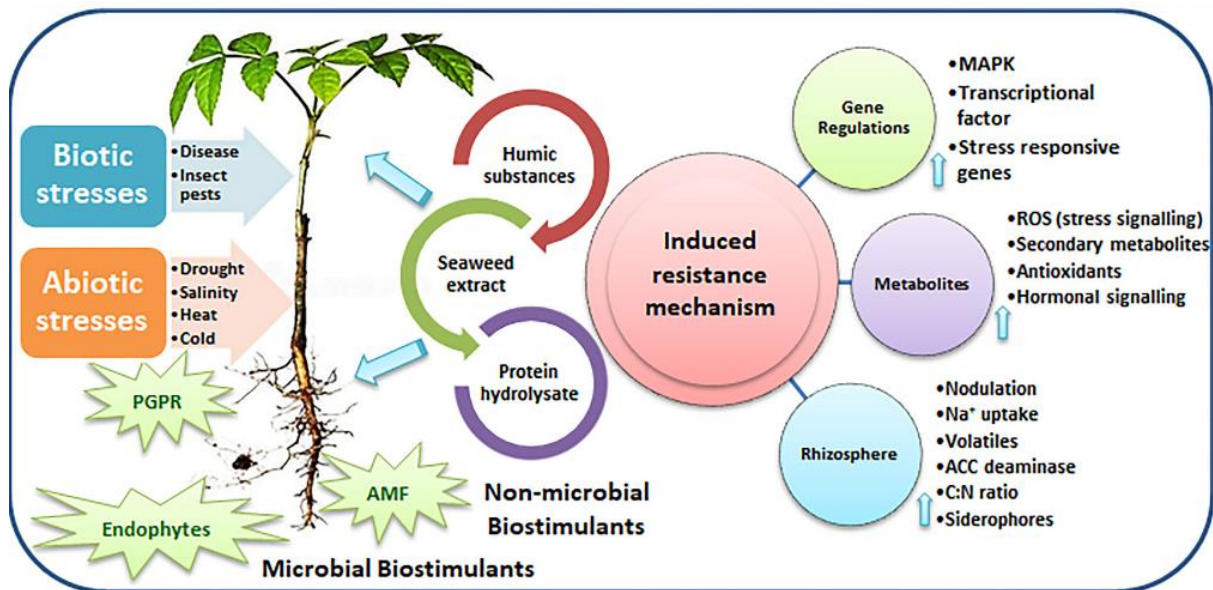 Biotic
stresses
•Disease
•Insect
pests
Abiotic
stresses
•Drought
•Salinity
•Heat
•Cold
PGPR
Endophytes
AMF
Microbial Biostimulants
Humic
substances
Seaweed
extract
Protein
hydrolysate
Non-microbial
Biostimulants
Induced
resistance
mechanism
Gene
Regulations
•MAPK
•Transcriptional
factor
•Stress responsive
genes
Metabolites
•ROS (stress signalling)
•Secondary metabolites
•Antioxidants
•Hormonal signalling
Rhizosphere
•Nodulation
•Na⁺ uptake
•Volatiles
•ACC deaminase
•C:N ratio
•Siderophores